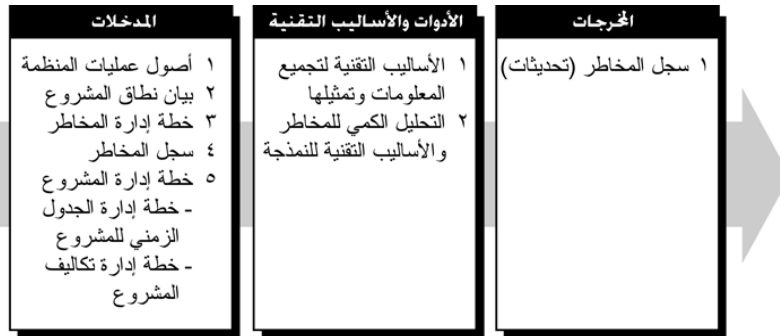 المدخلات
١ أصول عمليات المنظمة
٢ بيان نطاق المشروع
٣ خطة إدارة المخاطر
٤ سجل المخاطر
٥ خطة إدارة المشروع
- خطة إدارة الجدول
الزمني للمشروع
- خطة إدارة تكاليف
المشروع
الأدوات والأساليب التقنية
١ الأساليب التقنية لتجميع
المعلومات وتمثيلها
٢ التحليل الكمي للمخاطر
والأساليب التقنية للنمذجة
المخرجات
١ سجل المخاطر (تحديثات)